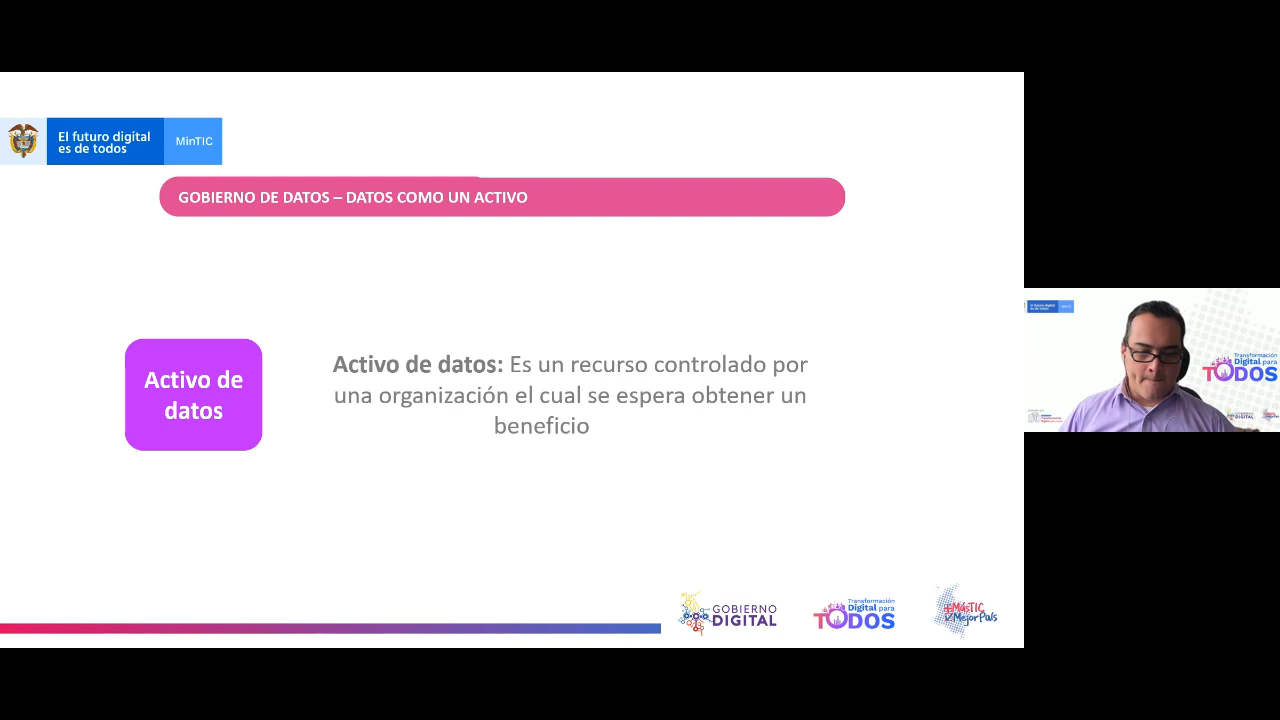 El futuro digital
es de todos
MinTIC
GOBIERNO DE DATOS – DATOS COMO UN ACTIVO
Activo de
datos
Activo de datos: Es un recurso controlado por
una organización el cual se espera obtener un
beneficio
GOBIERNO
DIGITAL
Transformación
Digital para
TODOS
+MásTIC
MejorPaís
Transformación
Digital para
TODOS